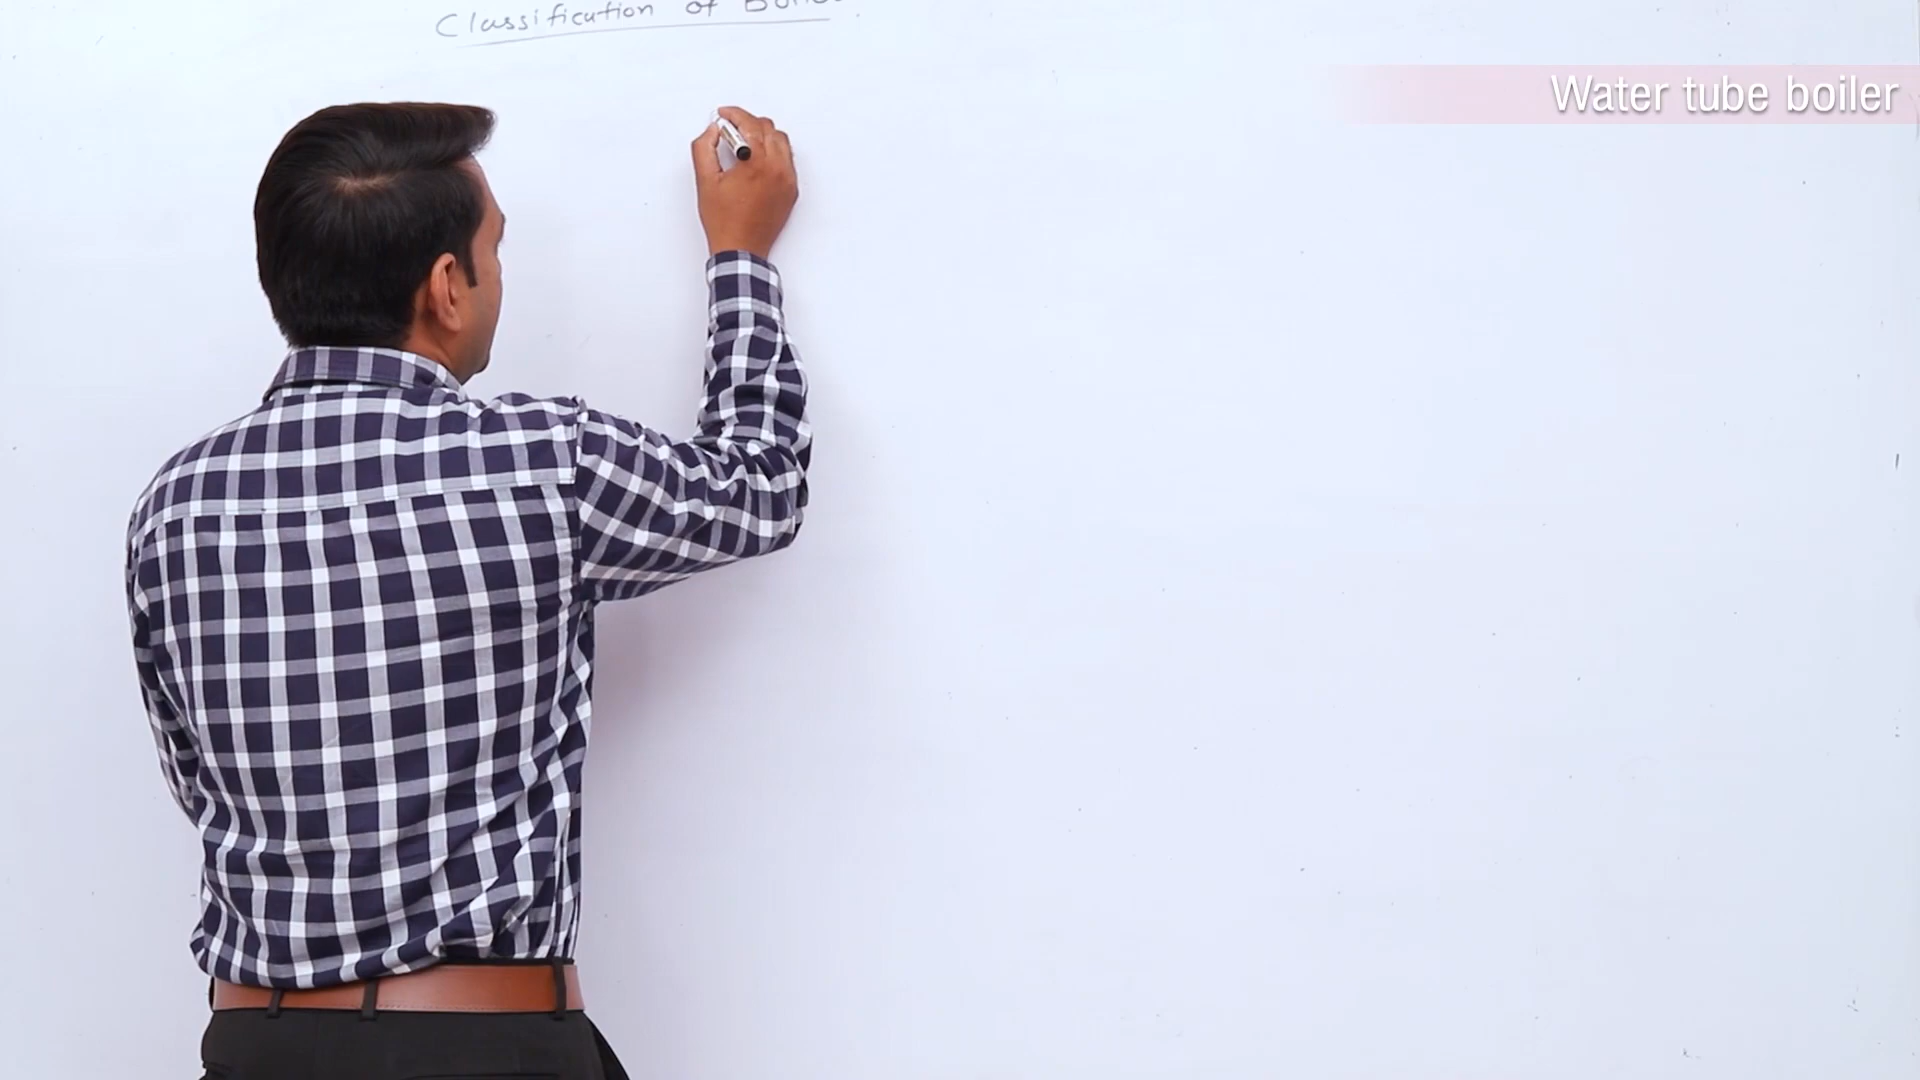 Classification of
Water tube boiler